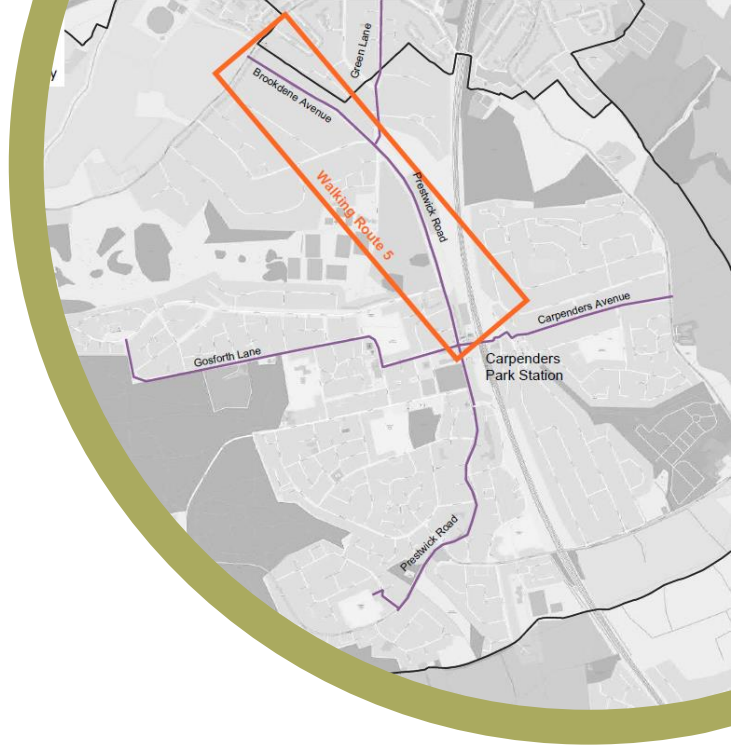 y
Green Lane
Brookdene Avenue
Walking Route 5
Prestwick Road
Carpenders Avenue
Gosforth Lane
Carpenders
Park Station
Prestwick Road